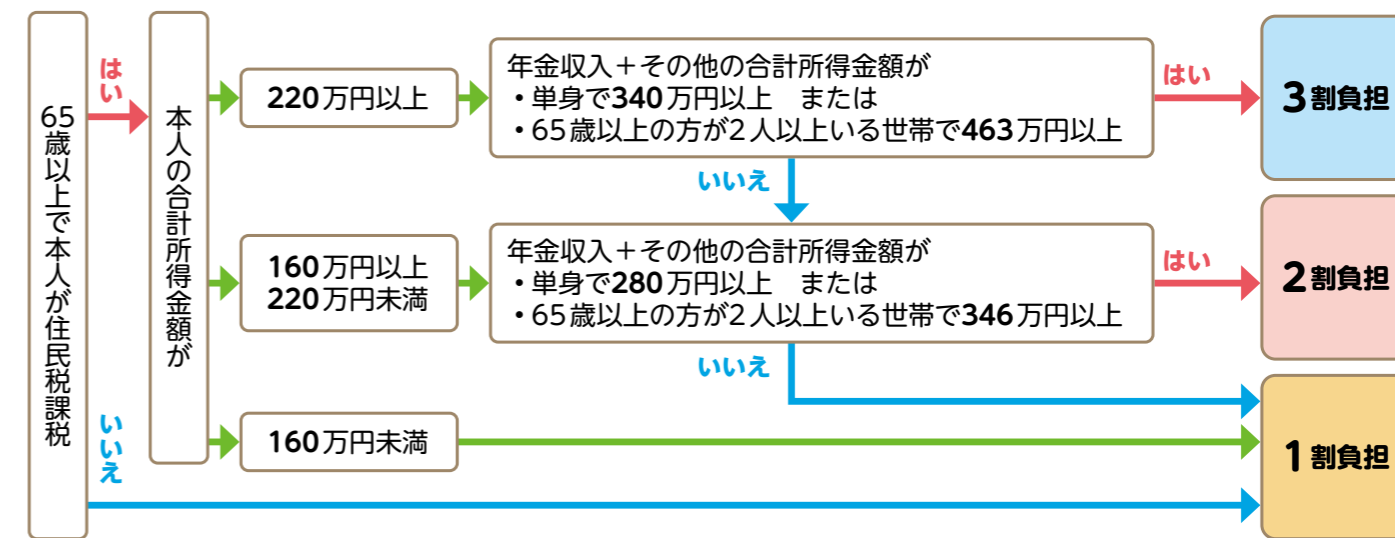 65歳以上で本人が住民税課税
はい
いいえ
本人の合計所得金額が
220万円以上
年金収入＋その他の合計所得金額が
・単身で340万円以上　または
・65歳以上の方が2人以上いる世帯で463万円以上
はい
3割負担
いいえ
160万円以上
220万円未満
年金収入＋その他の合計所得金額が
・単身で280万円以上　または
・65歳以上の方が2人以上いる世帯で346万円以上
はい
2割負担
いいえ
160万円未満
1割負担